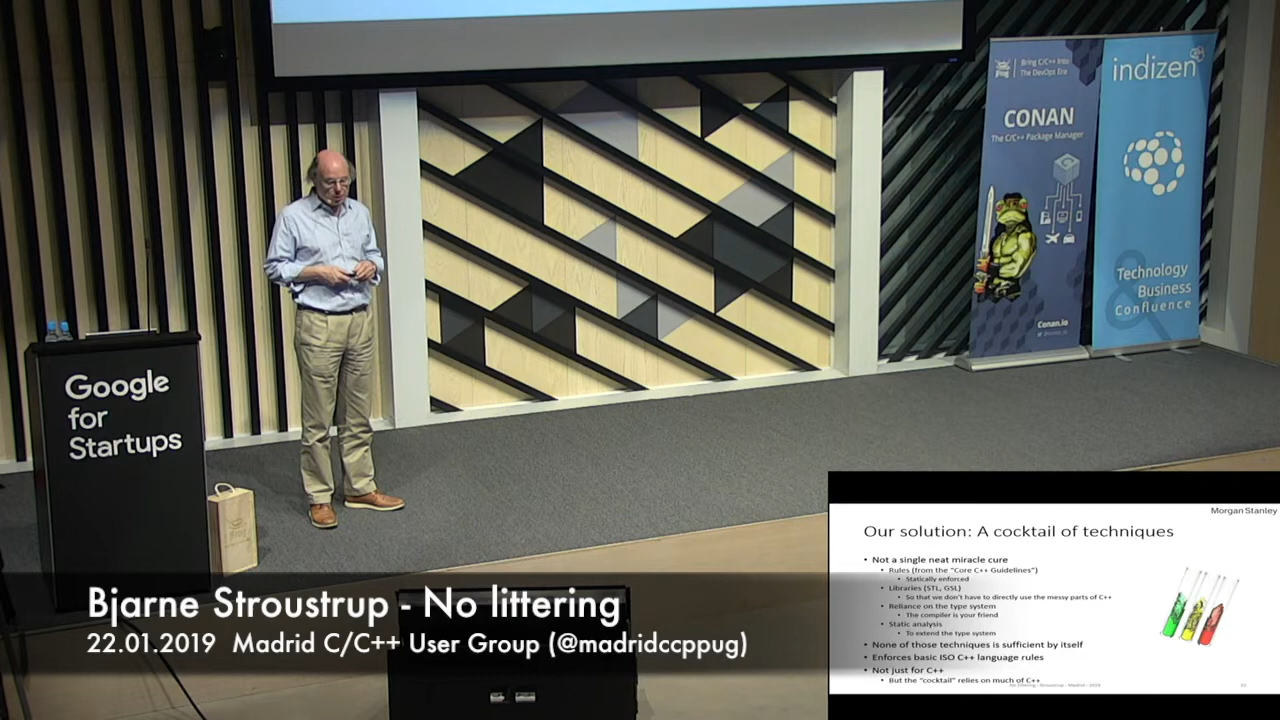 Bring C/C++ Into
The DevOps Era
CONAN
The C/C++ Package Manager
Conan.io
indizen
Technology
Business
&
Confluence
Google
for
Startups
Bjarne Stroustrup - No littering
22.01.2019 Madrid C/C++ User Group (@madridccppug)
Morgan Stanley
Our solution: A cocktail of techniques
• Not a single neat miracle cure
• Rules (from the "Core C++ Guidelines")
• Statically enforced
• Libraries (STL, GSL)
• So that we don't have to directly use the messy parts of C++
• Reliance on the type system
• The compiler is your friend
• Static analysis
• To extend the type system
• None of those techniques is sufficient by itself
• Enforces basic ISO C++ language rules
• Not just for C++
• But the "cocktail" relies on much of C++
No littering - Stroustrup - Madrid - 2019